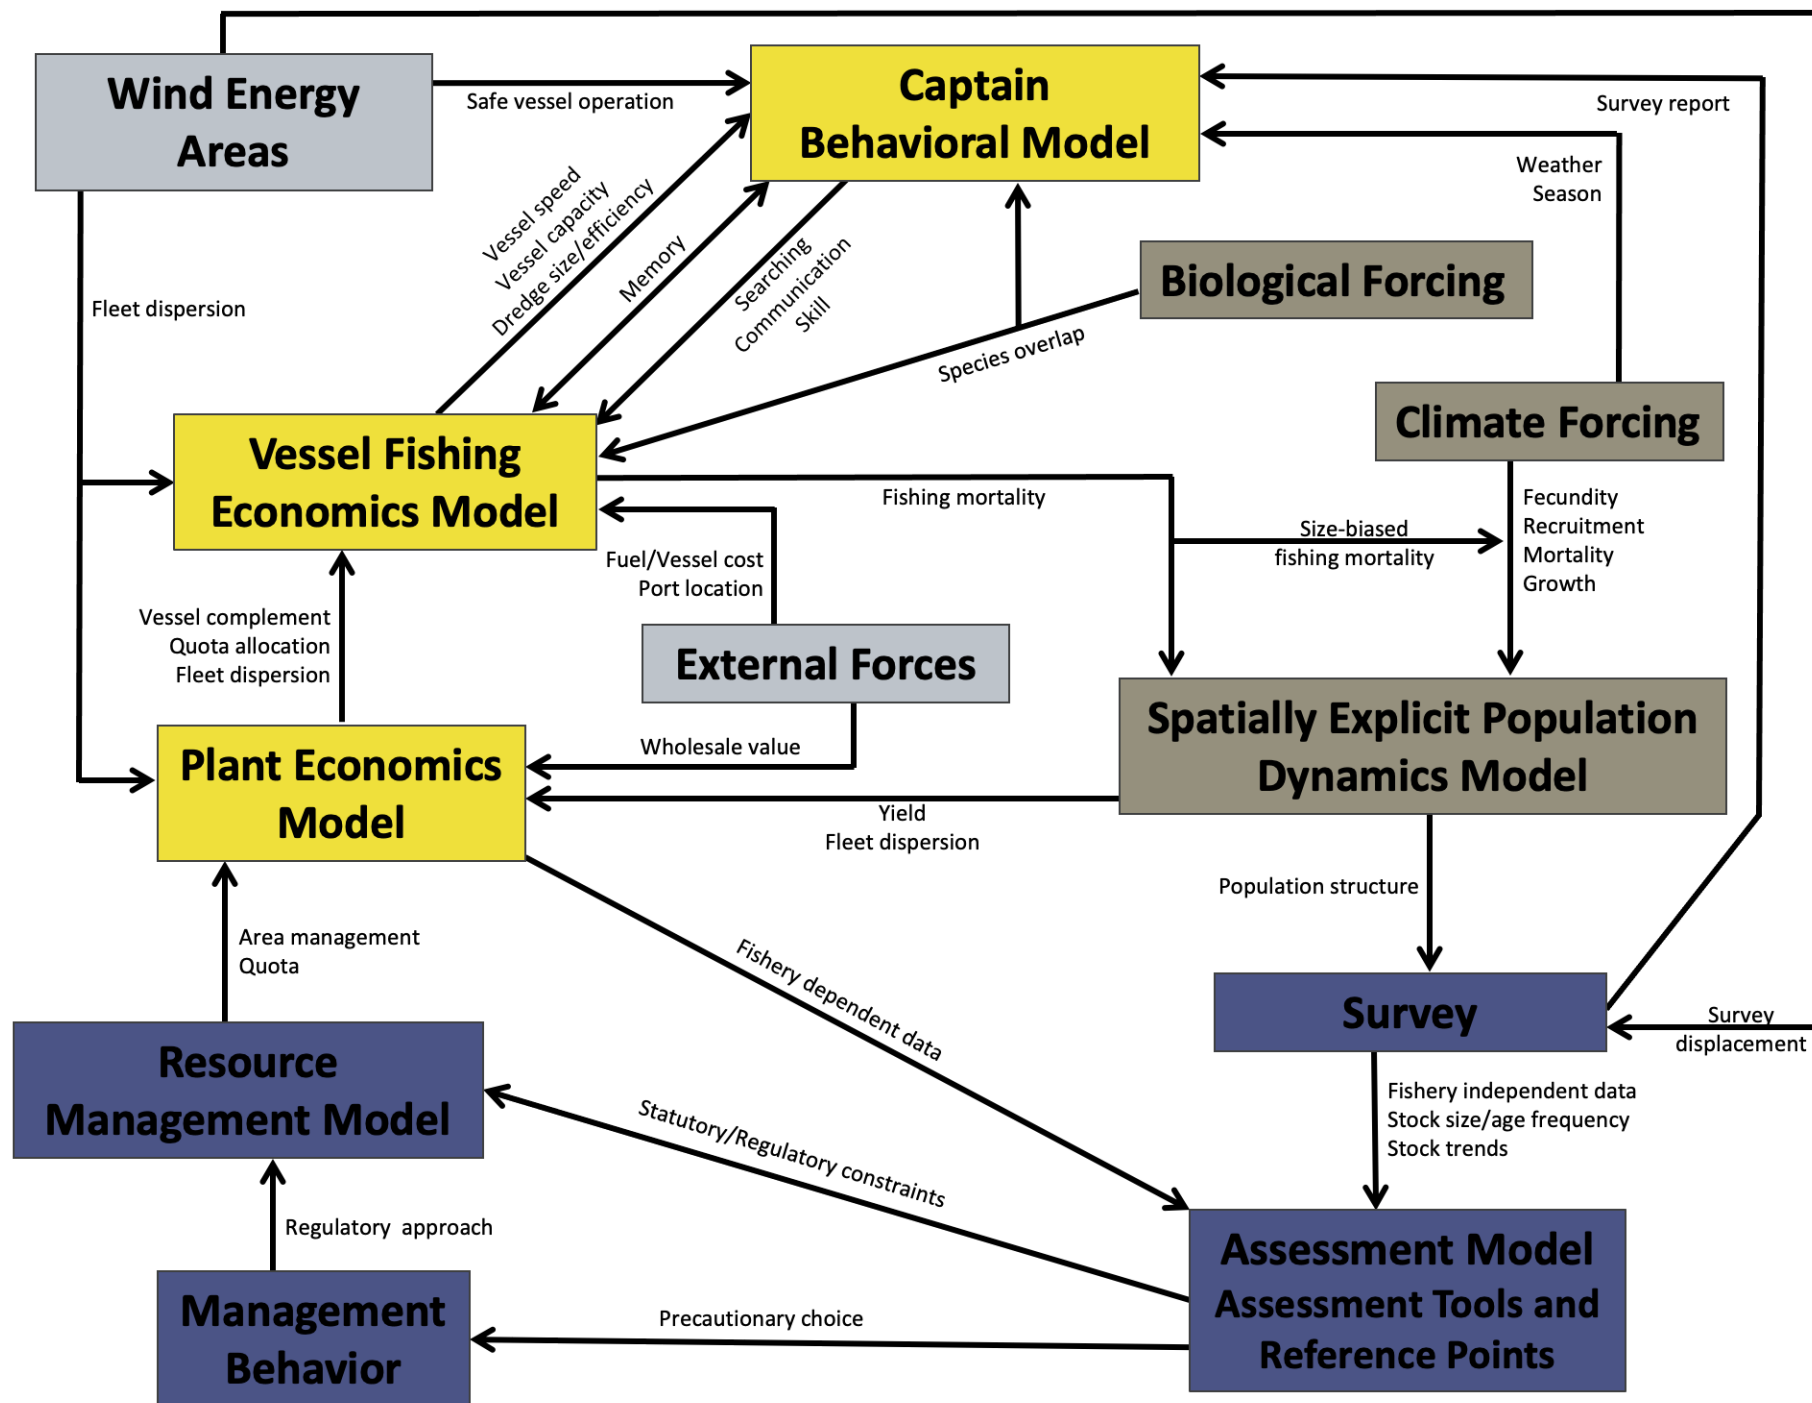 Wind Energy
Areas
Safe vessel operation
Captain
Behavioral Model
Survey report
Weather
Season
Vessel speed
Vessel capacity
Dredge size/efficiency
Memory
Searching
Communication
Skill
Biological Forcing
Species overlap
Fleet dispersion
Climate Forcing
Vessel Fishing
Economics Model
Fishing mortality
Size-biased
fishing mortality
Fecundity
Recruitment
Mortality
Growth
Fuel/Vessel cost
Port location
Vessel complement
Quota allocation
Fleet dispersion
External Forces
Spatially Explicit Population
Dynamics Model
Wholesale value
Plant Economics
Model
Yield
Fleet dispersion
Population structure
Area management
Quota
Fishery dependent data
Survey
Survey
displacement
Resource
Management Model
Statutory/Regulatory constraints
Fishery independent data
Stock size/age frequency
Stock trends
Regulatory approach
Assessment Model
Assessment Tools and
Reference Points
Management
Behavior
Precautionary choice